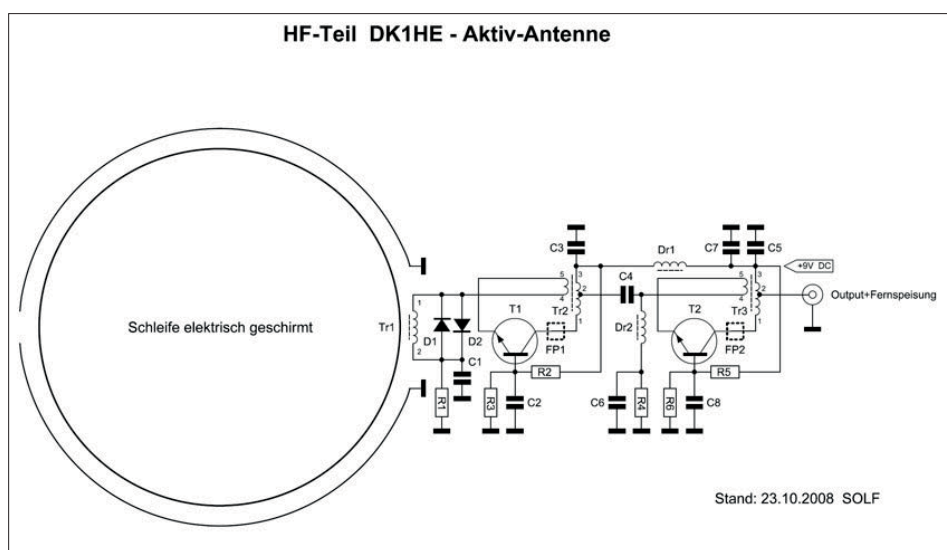 HF-Teil DK1HE - Aktiv-Antenne
Schleife elektrisch geschirmt
Tr1
1
2
D1
D2
C1
R1
T1
5
4
C3
3
2
Tr2
1
FP1
R2
R3
C2
Dr1
C4
Dr2
C6
R4
T2
5
4
C7
C5
3
2
Tr3
1
FP2
R5
R6
C8
+9V DC
Output+Fernspeisung
Stand: 23.10.2008 SOLF